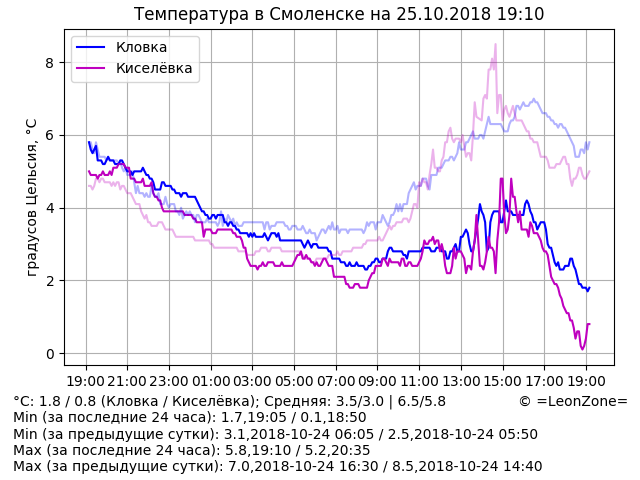 Температура в Смоленске на 25.10.2018 19:10
Кловка
Киселёвка
градусов Цельсия, °C
8
6
4
2
0
19:00 21:00 23:00 01:00 03:00 05:00 07:00 09:00 11:00 13:00 15:00 17:00 19:00
°C: 1.8 / 0.8 (Кловка / Киселёвка); Средняя: 3.5/3.0 | 6.5/5.8 © =LeonZone=
Min (за последние 24 часа): 1.7,19:05 / 0.1,18:50
Min (за предыдущие сутки): 3.1,2018-10-24 06:05 / 2.5,2018-10-24 05:50
Max (за последние 24 часа): 5.8,19:10 / 5.2,20:35
Max (за предыдущие сутки): 7.0,2018-10-24 16:30 / 8.5,2018-10-24 14:40